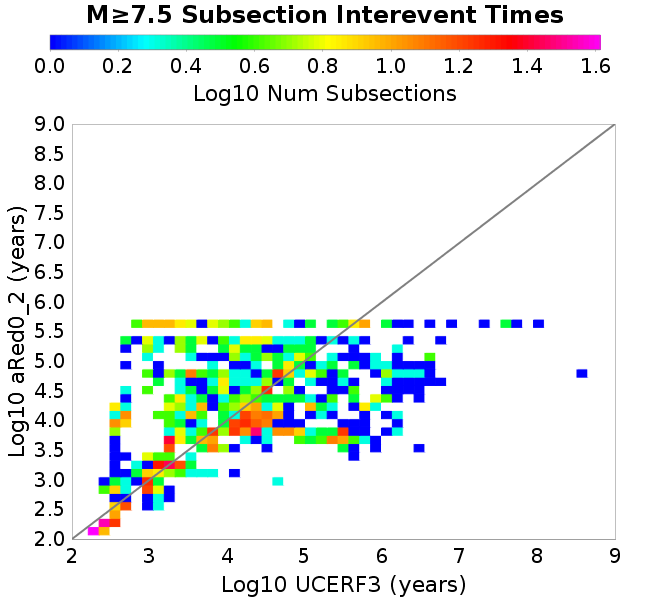 M≥7.5 Subsection Interevent Times
0.0 0.2 0.4 0.6 0.8 1.0 1.2 1.4 1.6
Log10 Num Subsections
9.0
8.5
8.0
7.5
7.0
6.5
6.0
5.5
5.0
4.5
4.0
3.5
3.0
2.5
2.0
Log10 aRed0_2 (years)
2 3 4 5 6 7 8 9
Log10 UCERF3 (years)